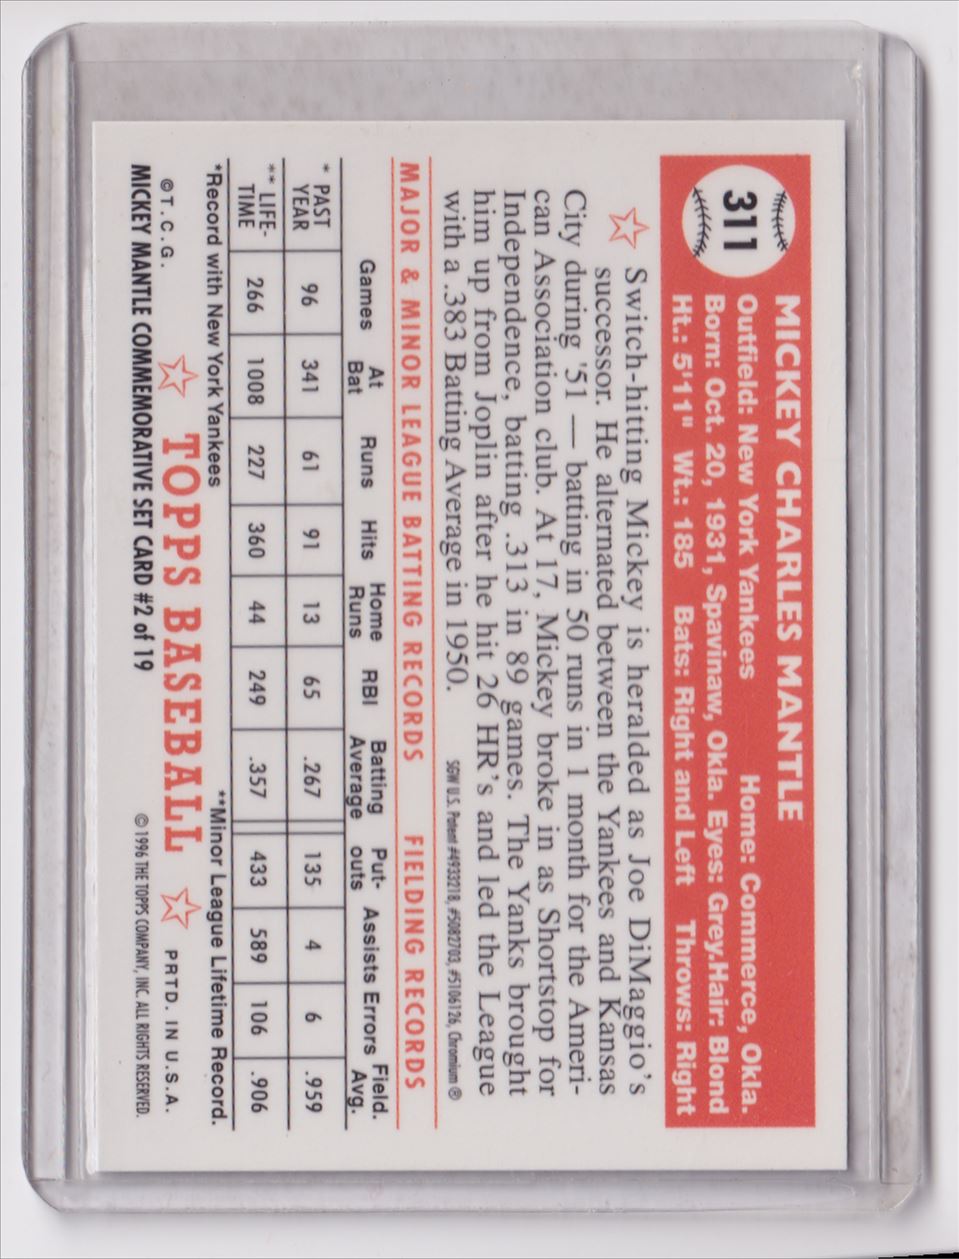 311
MICKEY CHARLES MANTLE
Outfield: New York Yankees Home: Commerce, Okla.
Born: Oct. 20, 1931, Spavinaw, Okla. Eyes: Grey.Hair: Blond
Ht.: 5'11" Wt.: 185 Bats: Right and Left Throws: Right
Switch-hitting Mickey is heralded as Joe DiMaggio's
successor. He alternated between the Yankees and Kansas
City during '51 — batting in 50 runs in 1 month for the Ameri-
can Association club. At 17, Mickey broke in as Shortstop for
Independence, batting .313 in 89 games. The Yanks brought
him up from Joplin after he hit 26 HR's and led the League
with a .383 Batting Average in 1950. SGW U.S. Patent #4933218, #5082703, #5106126, Chromium ®
MAJOR & MINOR LEAGUE BATTING RECORDS FIELDING RECORDS
Games At Bat Runs Hits Home Runs RBI Batting Average Put-outs Assists Errors Field. Avg.
* PAST YEAR 96 341 61 91 13 65 .267 135 4 6 .959
** LIFE-TIME 266 1008 227 360 44 249 .357 433 589 106 .906
*Record with New York Yankees **Minor League Lifetime Record.
©T.C.G. TOPPS BASEBALL PRTD. IN U.S.A.
MICKEY MANTLE COMMEMORATIVE SET CARD #2 of 19 ©1996 THE TOPPS COMPANY, INC. ALL RIGHTS RESERVED.